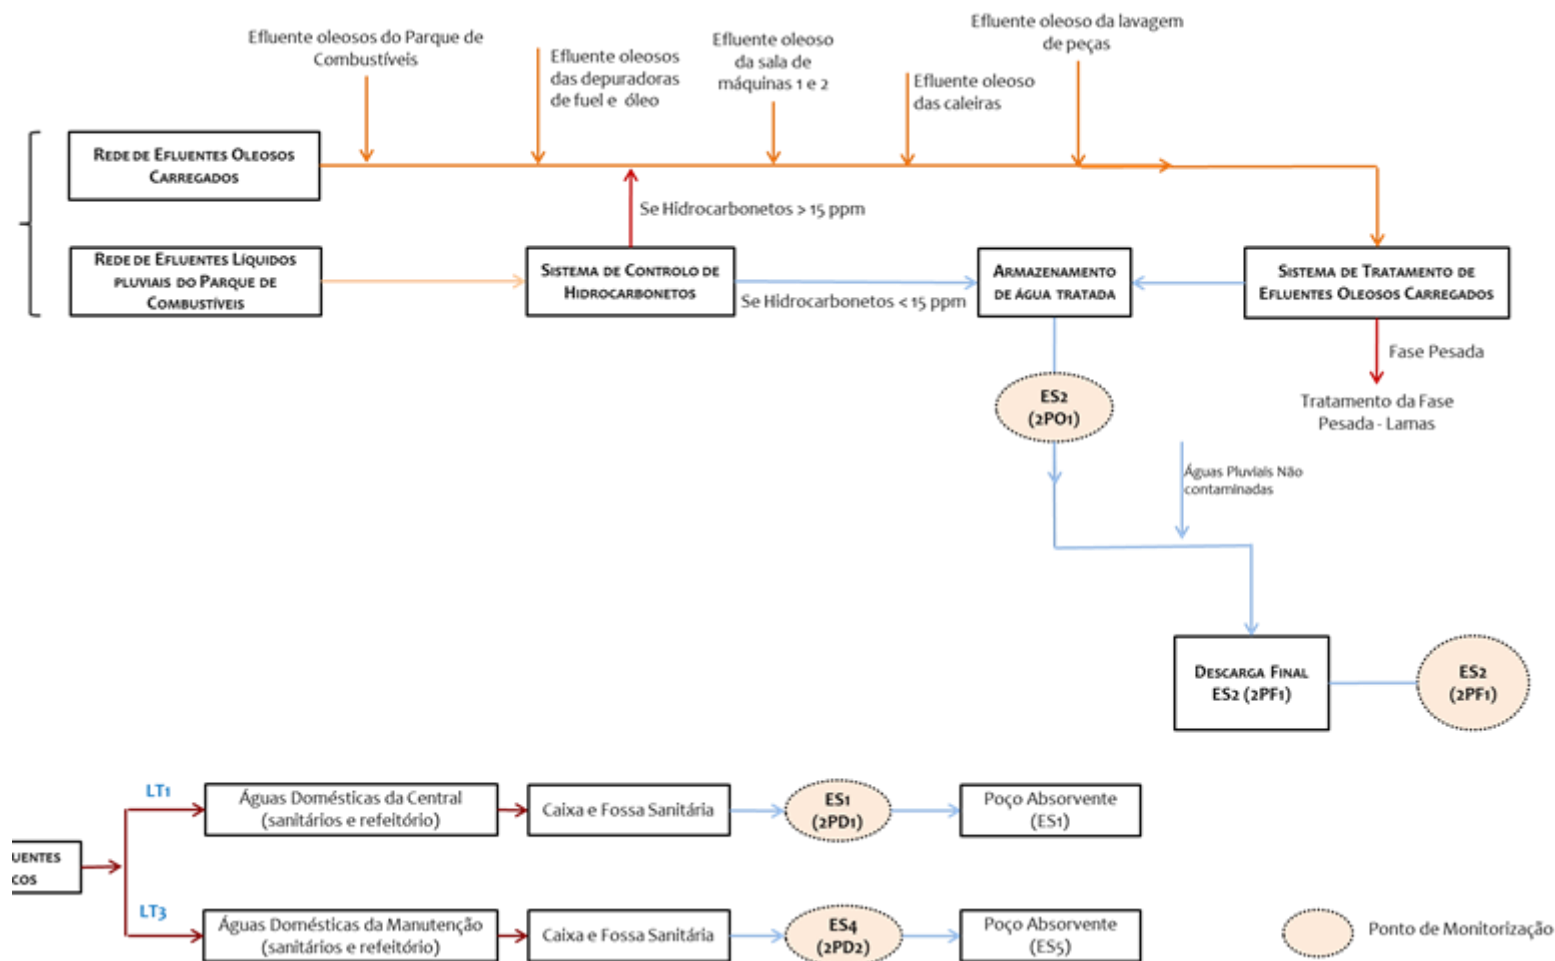 Efluente oleosos do Parque de
Combustíveis
Efluente oleosos
das depuradoras
de fuel e óleo
Efluente oleoso
da sala de
máquinas 1 e 2
Efluente oleoso
das caleiras
Efluente oleoso da lavagem
de peças
REDE DE EFLUENTES OLEOSOS
CARREGADOS
Se Hidrocarbonetos > 15 ppm
REDE DE EFLUENTES LÍQUIDOS
PLUVIAIS DO PARQUE DE
COMBUSTÍVEIS
SISTEMA DE CONTROLO DE
HIDROCARBONETOS
Se Hidrocarbonetos < 15 ppm
ARMAZENAMENTO
DE ÁGUA TRATADA
SISTEMA DE TRATAMENTO DE
EFLUENTES OLEOSOS CARREGADOS
Fase Pesada
Tratamento da Fase
Pesada - Lamas
ES2
(2PO1)
Águas Pluviais Não
contaminadas
DESCARGA FINAL
ES2 (2PF1)
ES2
(2PF1)
LT1
Águas Domésticas da Central
(sanitários e refeitório)
Caixa e Fossa Sanitária
ES1
(2PD1)
Poço Absorvente
(ES1)
UENTES
COS
LT3
Águas Domésticas da Manutenção
(sanitários e refeitório)
Caixa e Fossa Sanitária
ES4
(2PD2)
Poço Absorvente
(ES5)
Ponto de Monitorização